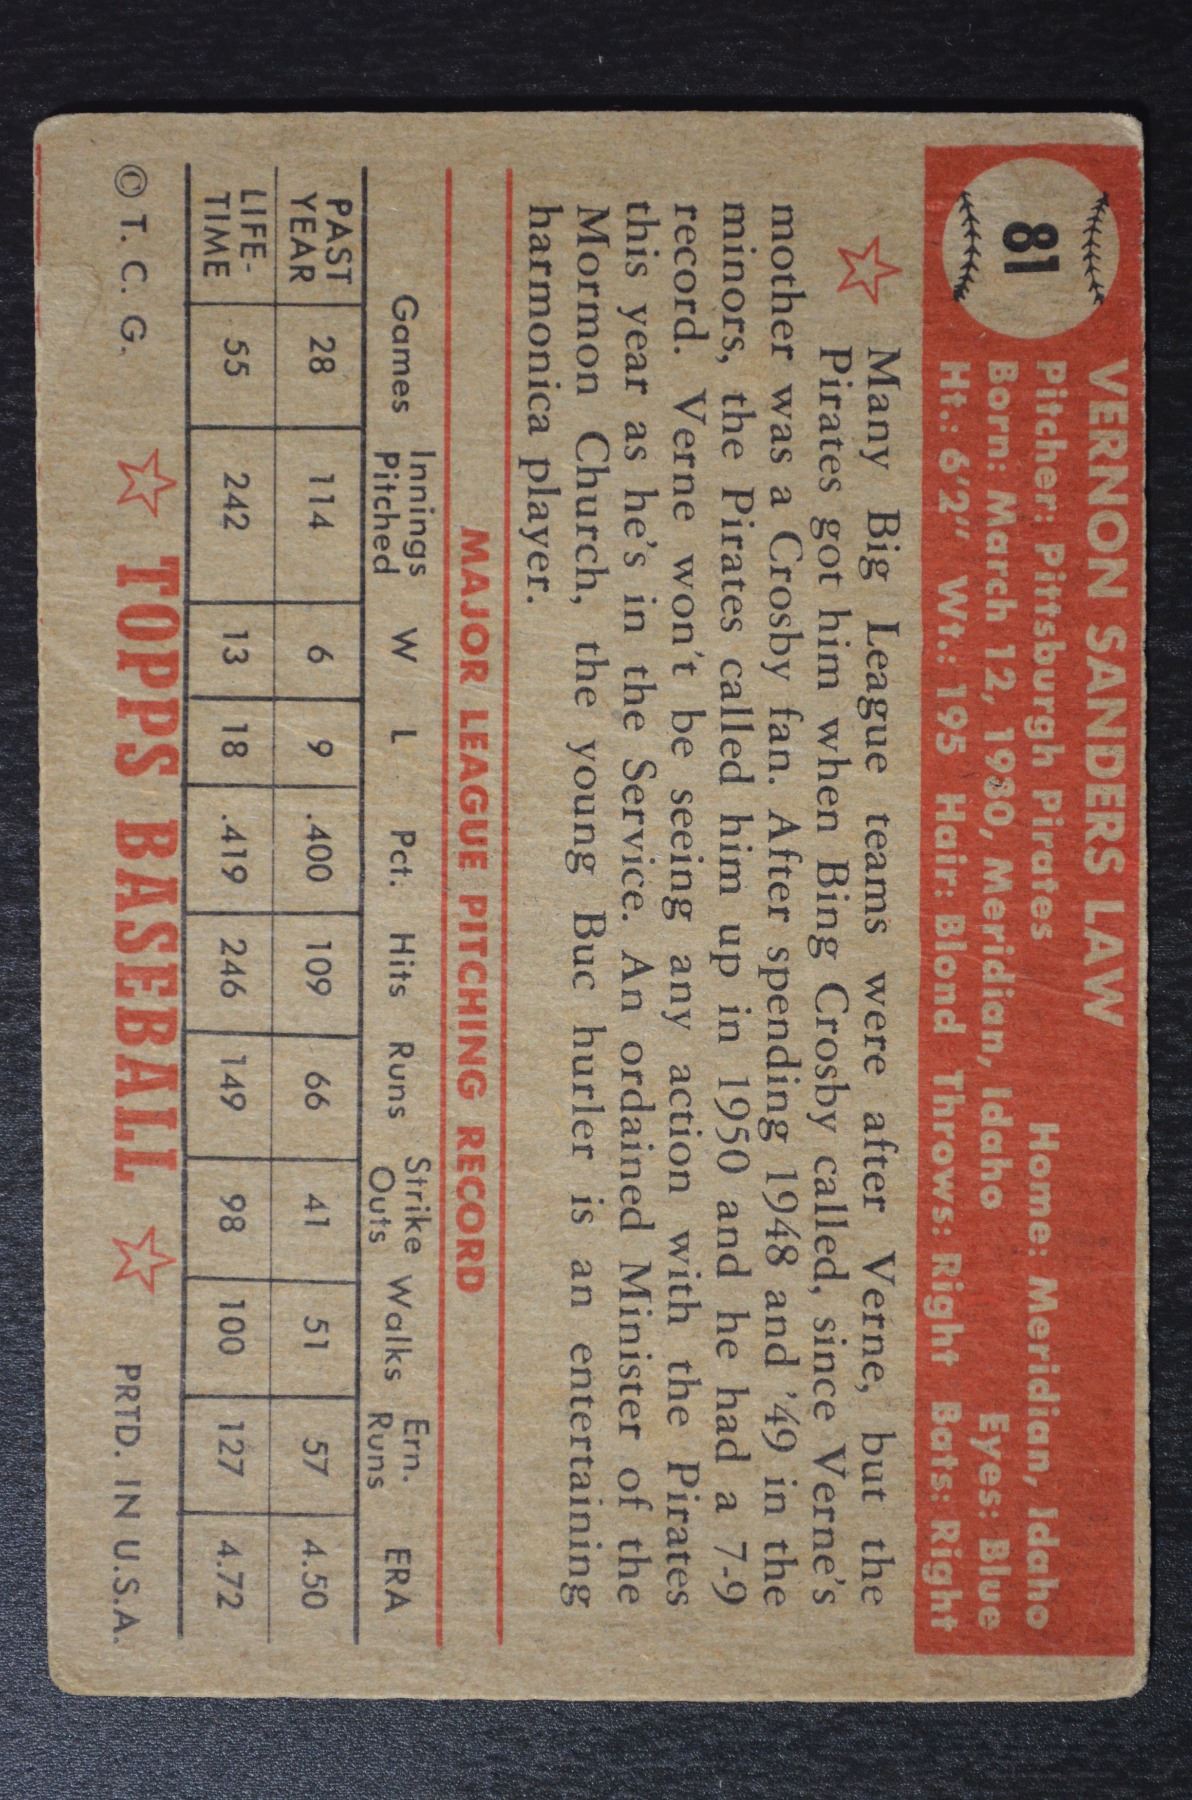 81
VERNON SANDERS LAW
Pitcher: Pittsburgh Pirates Home: Meridian, Idaho
Born: March 12, 1930, Meridian, Idaho Eyes: Blue
Ht.: 6'2" Wt.: 195 Hair: Blond Throws: Right Bats: Right
Many Big League teams were after Verne, but the
Pirates got him when Bing Crosby called, since Verne's
mother was a Crosby fan. After spending 1948 and '49 in the
minors, the Pirates called him up in 1950 and he had a 7-9
record. Verne won't be seeing any action with the Pirates
this year as he's in the Service. An ordained Minister of the
Mormon Church, the young Buc hurler is an entertaining
harmonica player.
MAJOR LEAGUE PITCHING RECORD
Games Innings Pitched W L Pct. Hits Runs Strike Outs Walks Ern. Runs ERA
PAST YEAR 28 114 6 9 .400 109 66 41 51 57 4.50
LIFE-TIME 55 242 13 18 .419 246 149 98 100 127 4.72
© T. C. G. TOPPS BASEBALL PRTD. IN U.S.A.